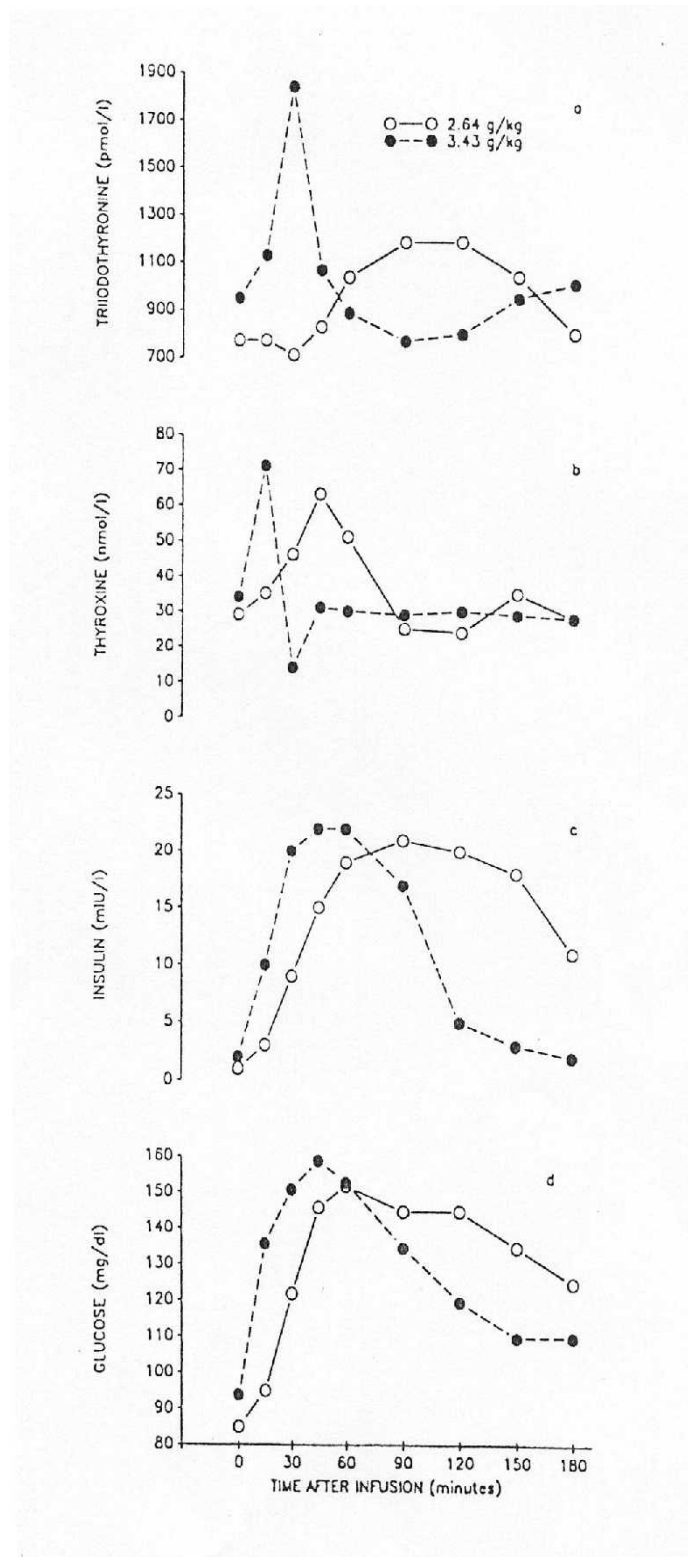 a
2.64 g/kg
3.43 g/kg
TRIIODOTHYRONINE (pmol/l)
1900
1700
1500
1300
1100
900
700
b
THYROXINE (nmol/l)
80
70
60
50
40
30
20
10
0
c
INSULIN (mIU/l)
25
20
15
10
5
0
d
GLUCOSE (mg/dl)
160
150
140
130
120
110
100
90
80
0 30 60 90 120 150 180
TIME AFTER INFUSION (minutes)